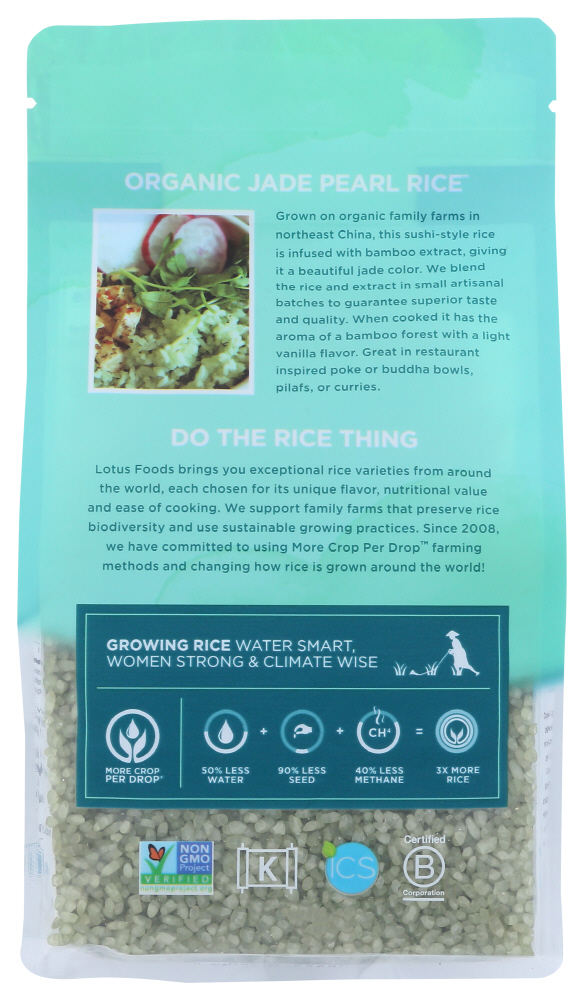 ORGANIC JADE PEARL RICE™
Grown on organic family farms in
northeast China, this sushi-style rice
is infused with bamboo extract, giving
it a beautiful jade color. We blend
the rice and extract in small artisanal
batches to guarantee superior taste
and quality. When cooked it has the
aroma of a bamboo forest with a light
vanilla flavor. Great in restaurant
inspired poke or buddha bowls,
pilafs, or curries.
DO THE RICE THING
Lotus Foods brings you exceptional rice varieties from around
the world, each chosen for its unique flavor, nutritional value
and ease of cooking. We support family farms that preserve rice
biodiversity and use sustainable growing practices. Since 2008,
we have committed to using More Crop Per Drop™ farming
methods and changing how rice is grown around the world!
GROWING RICE WATER SMART,
WOMEN STRONG & CLIMATE WISE
MORE CROP
PER DROP
+ + CH⁴ =
50% LESS
WATER
90% LESS
SEED
40% LESS
METHANE
3X MORE
RICE
NON
GMO
Project
VERIFIED
nongmoproject.org
K
ICS
Certified
B
Corporation